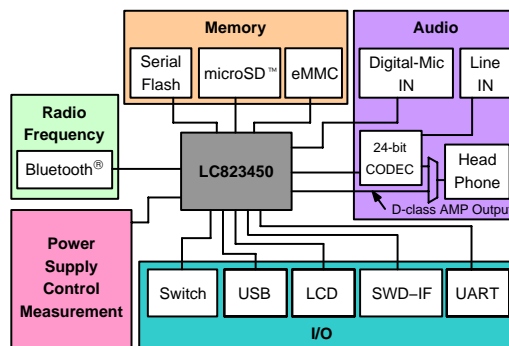 Memory
Serial
Flash
microSD™
eMMC
Audio
Digital-Mic
IN
Line
IN
Radio
Frequency
Bluetooth®
LC823450
24-bit
CODEC
Head
Phone
D-class AMP Output
Power
Supply
Control
Measurement
Switch
USB
LCD
SWD–IF
UART
I/O